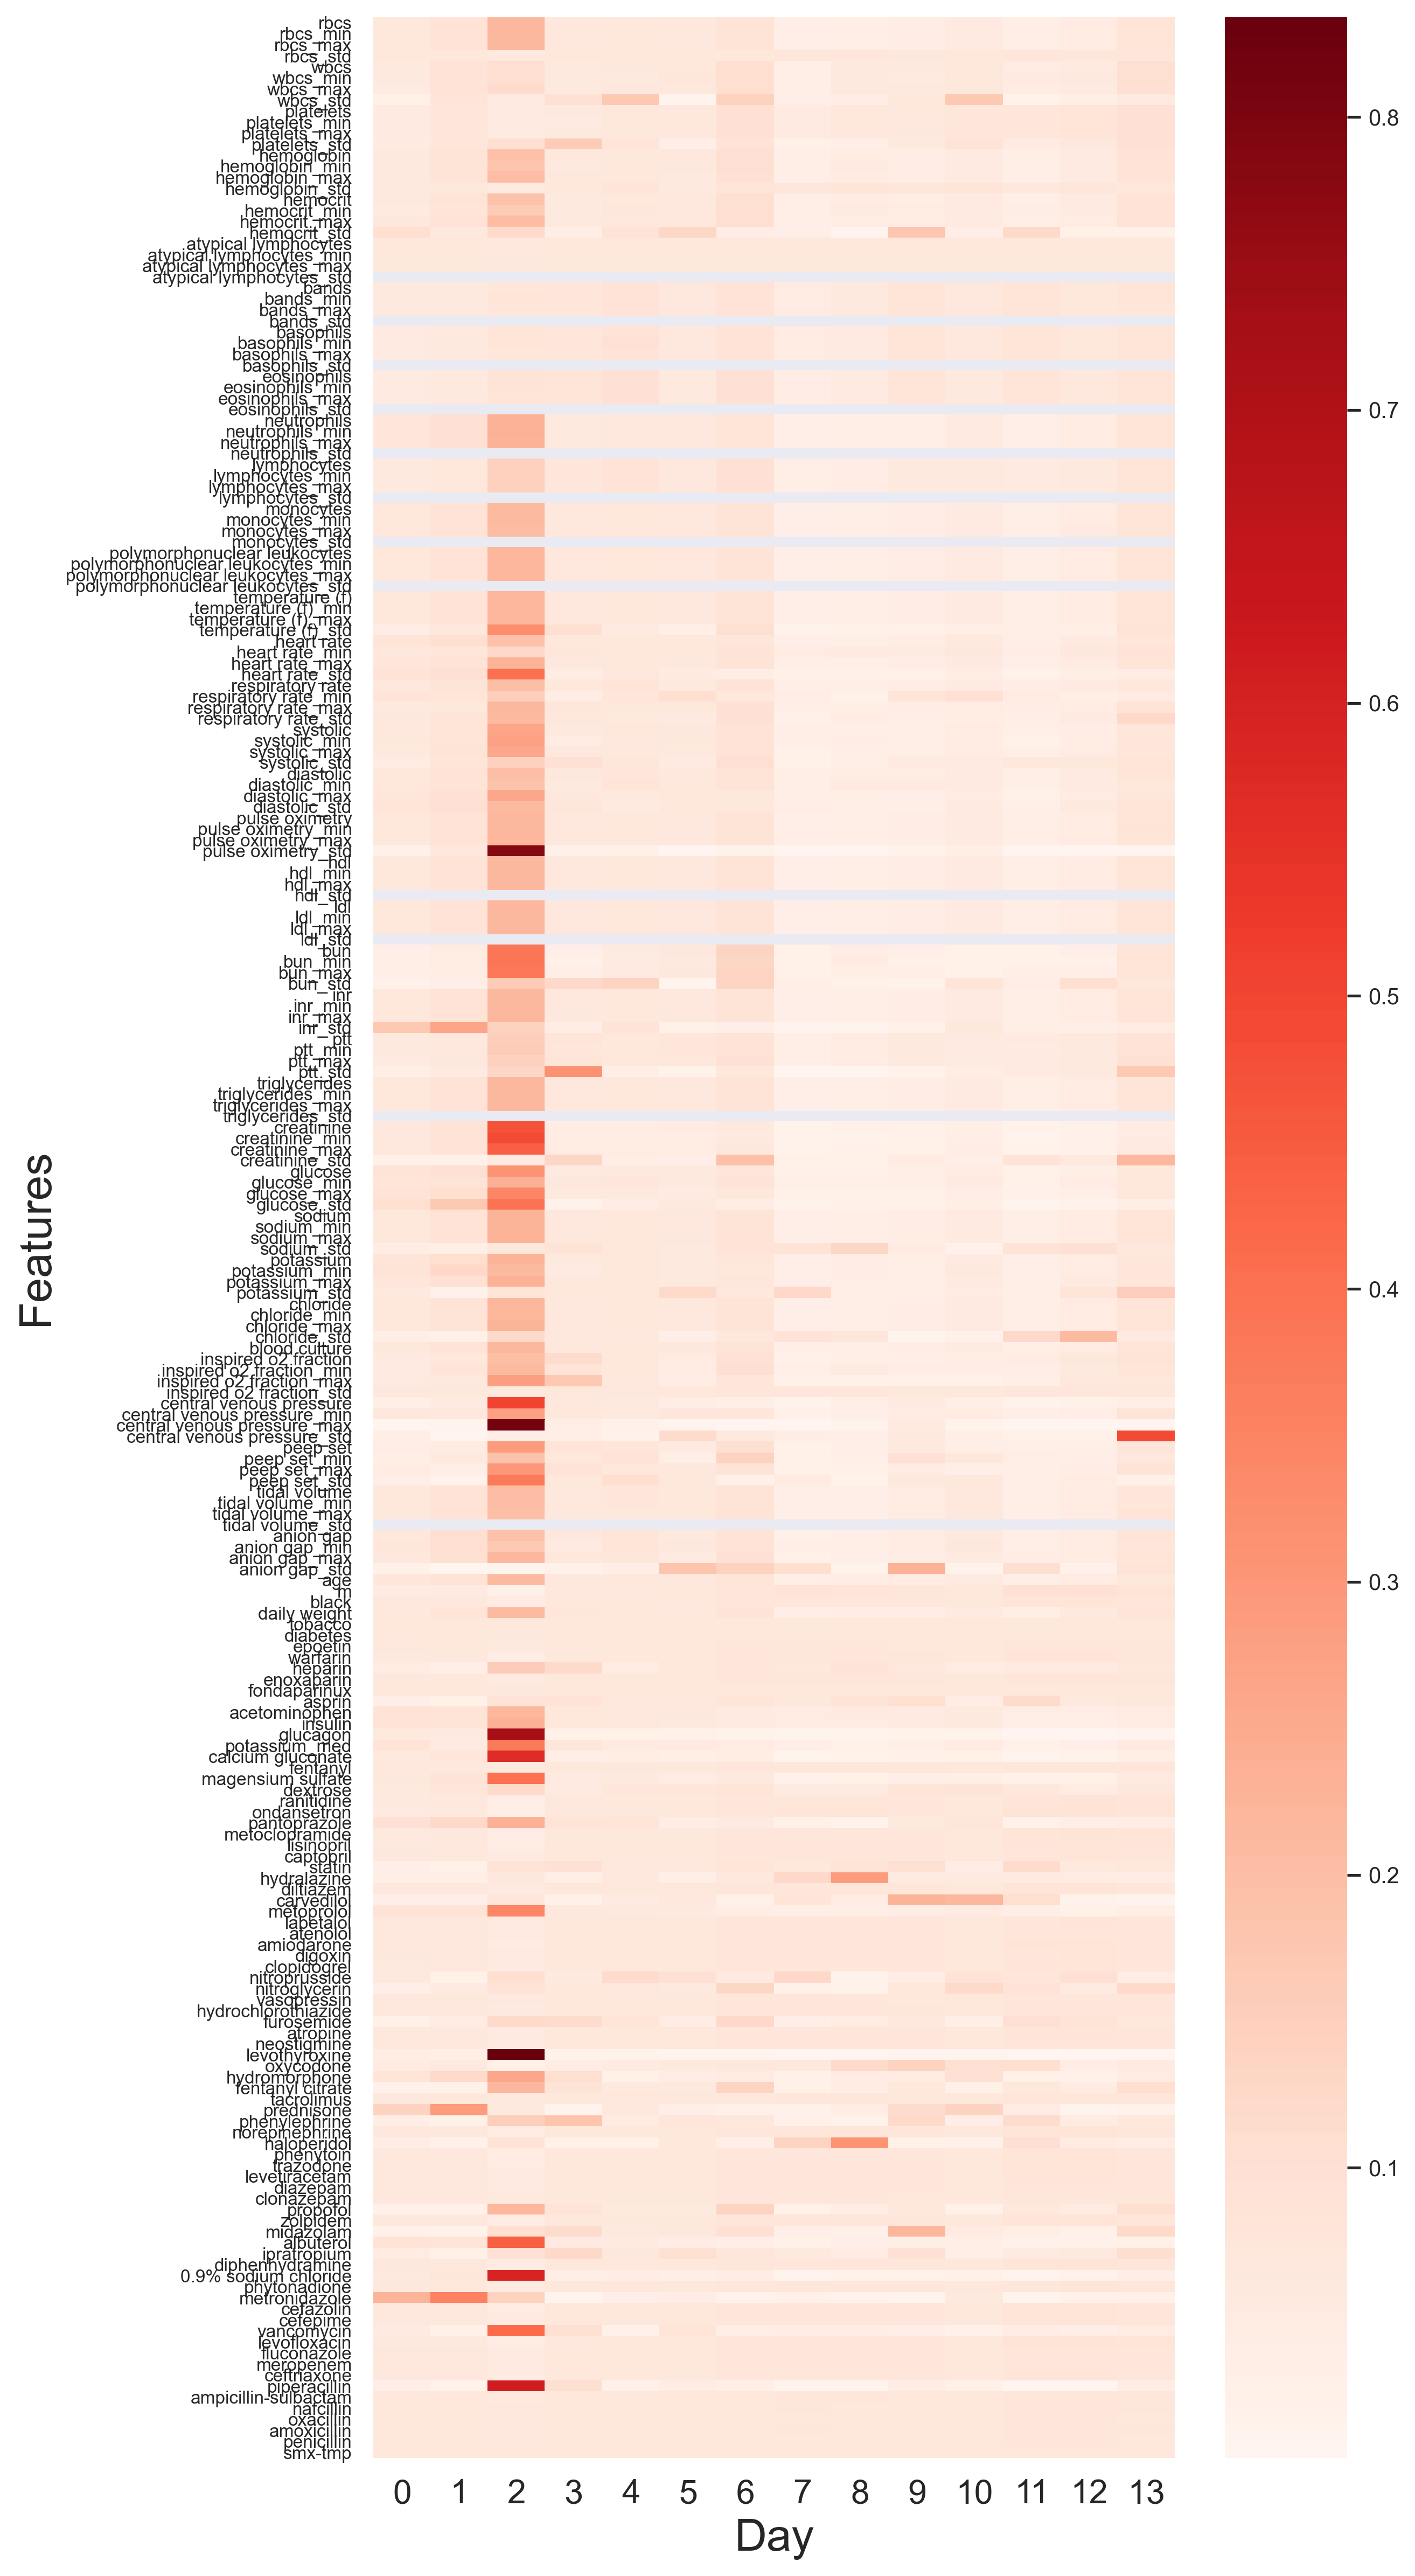 rbcs
rbcs_min
rbcs_max
rbcs_std
wbcs
wbcs_min
wbcs_max
wbcs_std
platelets
platelets_min
platelets_max
platelets_std
hemoglobin
hemoglobin_min
hemoglobin_max
hemoglobin_std
hemocrit
hemocrit_min
hemocrit_max
hemocrit_std
atypical lymphocytes
atypical lymphocytes_min
atypical lymphocytes_max
atypical lymphocytes_std
bands
bands_min
bands_max
bands_std
basophils
basophils_min
basophils_max
basophils_std
eosinophils
eosinophils_min
eosinophils_max
eosinophils_std
neutrophils
neutrophils_min
neutrophils_max
neutrophils_std
lymphocytes
lymphocytes_min
lymphocytes_max
lymphocytes_std
monocytes
monocytes_min
monocytes_max
monocytes_std
polymorphonuclear leukocytes
polymorphonuclear leukocytes_min
polymorphonuclear leukocytes_max
polymorphonuclear leukocytes_std
temperature (f)
temperature (f)_min
temperature (f)_max
temperature (f)_std
heart rate
heart rate_min
heart rate_max
heart rate_std
respiratory rate
respiratory rate_min
respiratory rate_max
respiratory rate_std
systolic
systolic_min
systolic_max
systolic_std
diastolic
diastolic_min
diastolic_max
diastolic_std
pulse oximetry
pulse oximetry_min
pulse oximetry_max
pulse oximetry_std
hdl
hdl_min
hdl_max
hdl_std
ldl
ldl_min
ldl_max
ldl_std
bun
bun_min
bun_max
bun_std
inr
inr_min
inr_max
inr_std
ptt
ptt_min
ptt_max
ptt_std
triglycerides
triglycerides_min
triglycerides_max
triglycerides_std
creatinine
creatinine_min
creatinine_max
creatinine_std
glucose
glucose_min
glucose_max
glucose_std
sodium
sodium_min
sodium_max
sodium_std
potassium
potassium_min
potassium_max
potassium_std
chloride
chloride_min
chloride_max
chloride_std
blood culture
inspired o2 fraction
inspired o2 fraction_min
inspired o2 fraction_max
inspired o2 fraction_std
central venous pressure
central venous pressure_min
central venous pressure_max
central venous pressure_std
peep set
peep set_min
peep set_max
peep set_std
tidal volume
tidal volume_min
tidal volume_max
tidal volume_std
anion gap
anion gap_min
anion gap_max
anion gap_std
age
m
black
daily weight
tobacco
diabetes
epoetin
warfarin
heparin
enoxaparin
fondaparinux
asprin
acetominophen
insulin
glucagon
potassium_med
calcium gluconate
fentanyl
magensium sulfate
dextrose
ranitidine
ondansetron
pantoprazole
metoclopramide
lisinopril
captopril
statin
hydralazine
diltiazem
carvedilol
metoprolol
labetalol
atenolol
amiodarone
digoxin
clopidogrel
nitroprusside
nitroglycerin
vasopressin
hydrochlorothiazide
furosemide
atropine
neostigmine
levothyroxine
oxycodone
hydromorphone
fentanyl citrate
tacrolimus
prednisone
phenylephrine
norepinephrine
haloperidol
phenytoin
trazodone
levetiracetam
diazepam
clonazepam
propofol
zolpidem
midazolam
albuterol
ipratropium
diphenhydramine
0.9% sodium chloride
phytonadione
metronidazole
cefazolin
cefepime
vancomycin
levofloxacin
fluconazole
meropenem
ceftriaxone
piperacillin
ampicillin-sulbactam
nafcillin
oxacillin
amoxicillin
penicillin
smx-tmp
Features
0 1 2 3 4 5 6 7 8 9 10 11 12 13
Day
0.8
0.7
0.6
0.5
0.4
0.3
0.2
0.1